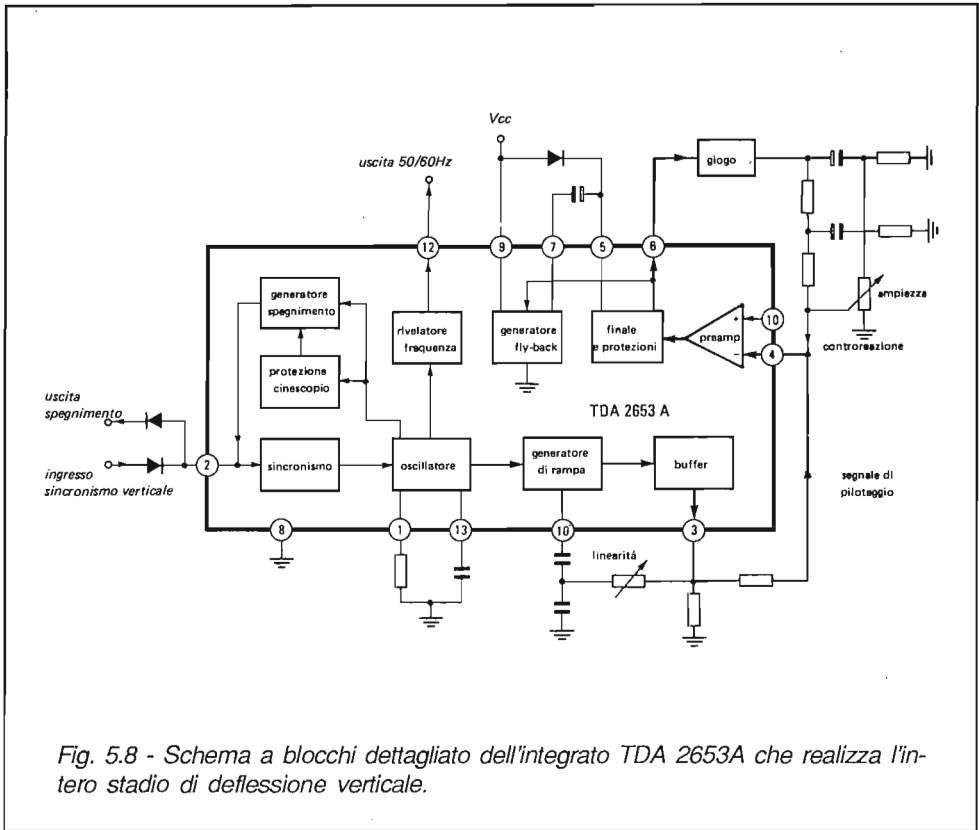 Vcc
uscita 50/60Hz
giogo
12
9
7
5
6
generatore
spegnimento
rivelatore
frequenza
generatore
fly-back
finale
e protezioni
preamp
+
−
10
4
ampiezza
controreazione
protezione
cinescopio
TDA 2653 A
uscita
spegnimento
ingresso
sincronismo verticale
2
sincronismo
oscillatore
generatore
di rampa
buffer
segnale di
pilotaggio
8
1
13
10
3
linearitá
Fig. 5.8 - Schema a blocchi dettagliato dell'integrato TDA 2653A che realizza l'in-
tero stadio di deflessione verticale.